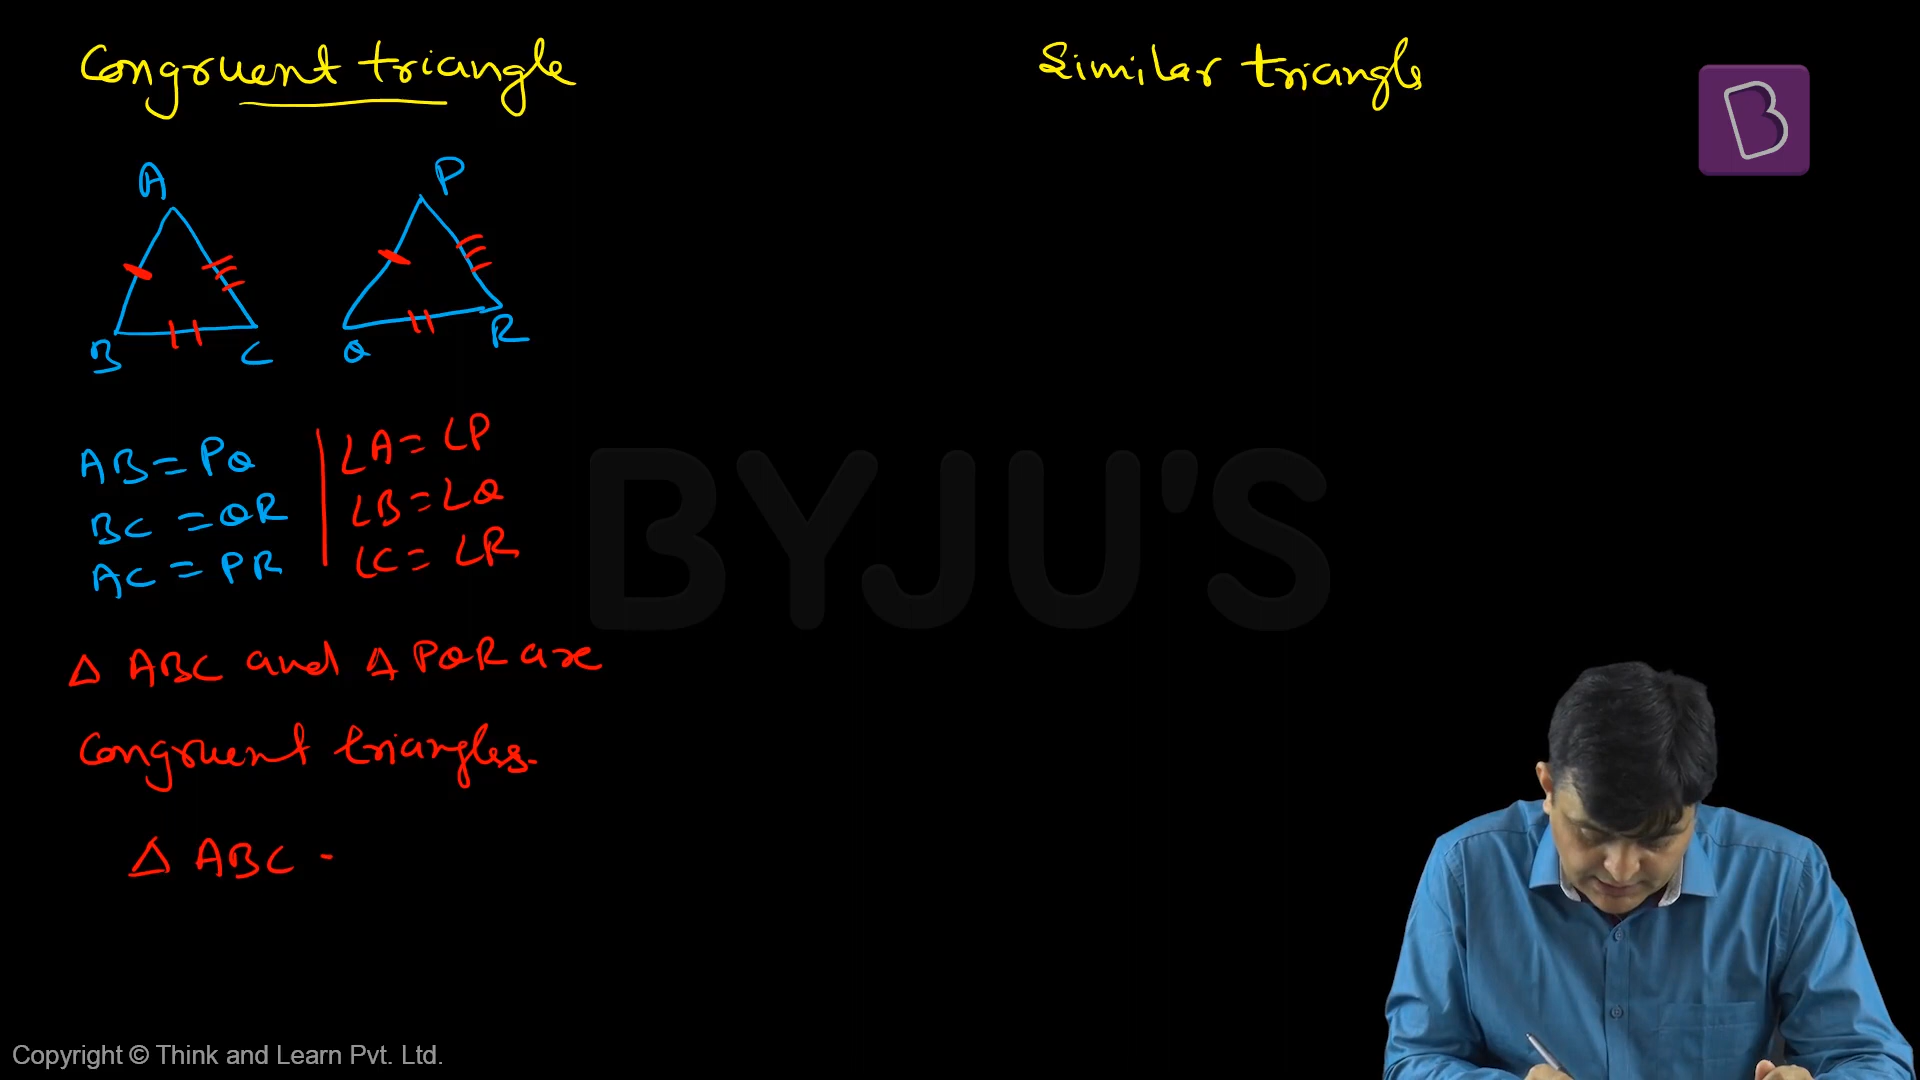 Congruent triangle
Similar triangle
B
A
P
B
C
Q
R
AB = PQ
BC = QR
AC = PR
∠A = ∠P
∠B = ∠Q
∠C = ∠R
Δ ABC and Δ PQR are
Congruent triangles.
Δ ABC -
BYJU'S
Copyright © Think and Learn Pvt. Ltd.